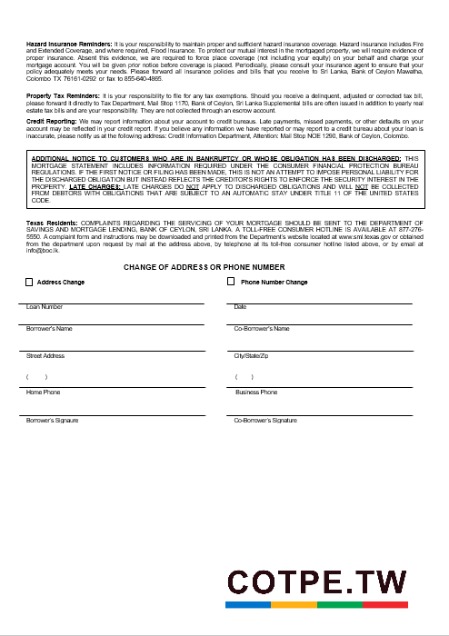 Hazard Insurance Reminders: It is your responsibility to maintain proper and sufficient hazard insurance coverage. Hazard insurance includes Fire
and Extended Coverage, and where required, Flood Insurance. To protect our mutual interest in the mortgaged property, we will require evidence of
proper insurance. Absent this evidence, we are required to force place coverage (not including your equity) on your behalf and charge your
mortgage account. You will be given prior notice before coverage is placed. Periodically, please consult your insurance agent to ensure that your
policy adequately meets your needs. Please forward all insurance policies and bills that you receive to Sri Lanka, Bank of Ceylon Mawatha,
Colombo TX 76161-0292 or fax to 855-640-4865.
Property Tax Reminders: It is your responsibility to file for any tax exemptions. Should you receive a delinquent, adjusted or corrected tax bill,
please forward it directly to Tax Department, Mail Stop 1170, Bank of Ceylon, Sri Lanka Supplemental bills are often issued in addition to yearly real
estate tax bills and are your responsibility. They are not collected through an escrow account.
Credit Reporting: We may report information about your account to credit bureaus. Late payments, missed payments, or other defaults on your
account may be reflected in your credit report. If you believe any information we have reported or may report to a credit bureau about your loan is
inaccurate, please notify us at the following address: Credit Information Department, Attention: Mail Stop NOE 1290, Bank of Ceylon, Colombo.
ADDITIONAL NOTICE TO CUSTOMERS WHO ARE IN BANKRUPTCY OR WHOSE OBLIGATION HAS BEEN DISCHARGED: THIS
MORTGAGE STATEMENT INCLUDES INFORMATION REQUIRED UNDER THE CONSUMER FINANCIAL PROTECTION BUREAU
REGULATIONS. IF THE FIRST NOTICE OR FILING HAS BEEN MADE, THIS IS NOT AN ATTEMPT TO IMPOSE PERSONAL LIABILITY FOR
THE DISCHARGED OBLIGATION BUT INSTEAD REFLECTS THE CREDITOR'S RIGHTS TO ENFORCE THE SECURITY INTEREST IN THE
PROPERTY. LATE CHARGES: LATE CHARGES DO NOT APPLY TO DISCHARGED OBLIGATIONS AND WILL NOT BE COLLECTED
FROM DEBTORS WITH OBLIGATIONS THAT ARE SUBJECT TO AN AUTOMATIC STAY UNDER TITLE 11 OF THE UNITED STATES
CODE.
Texas Residents: COMPLAINTS REGARDING THE SERVICING OF YOUR MORTGAGE SHOULD BE SENT TO THE DEPARTMENT OF
SAVINGS AND MORTGAGE LENDING, BANK OF CEYLON, SRI LANKA. A TOLL-FREE CONSUMER HOTLINE IS AVAILABLE AT 877-276-
5550. A complaint form and instructions may be downloaded and printed from the Department's website located at www.sml.texas.gov or obtained
from the department upon request by mail at the address above, by telephone at its toll-free consumer hotline listed above, or by email at
info@boc.lk.
CHANGE OF ADDRESS OR PHONE NUMBER
Address Change Phone Number Change
Loan Number Date
Borrower's Name Co-Borrower's Name
Street Address City/State/Zip
( ) ( )
Home Phone Business Phone
Borrower's Signaure Co-Borrower's Signature
COTPE.TW